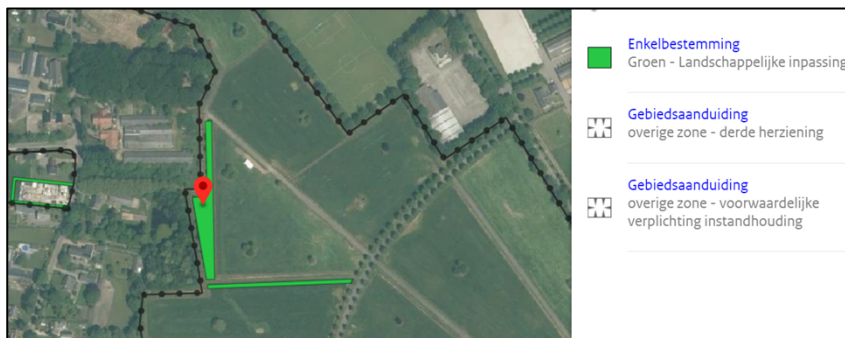 Enkelbestemming
Groen - Landschappelijke inpassing
Gebiedsaanduiding
overige zone - derde herziening
Gebiedsaanduiding
overige zone - voorwaardelijke
verplichting instandhouding